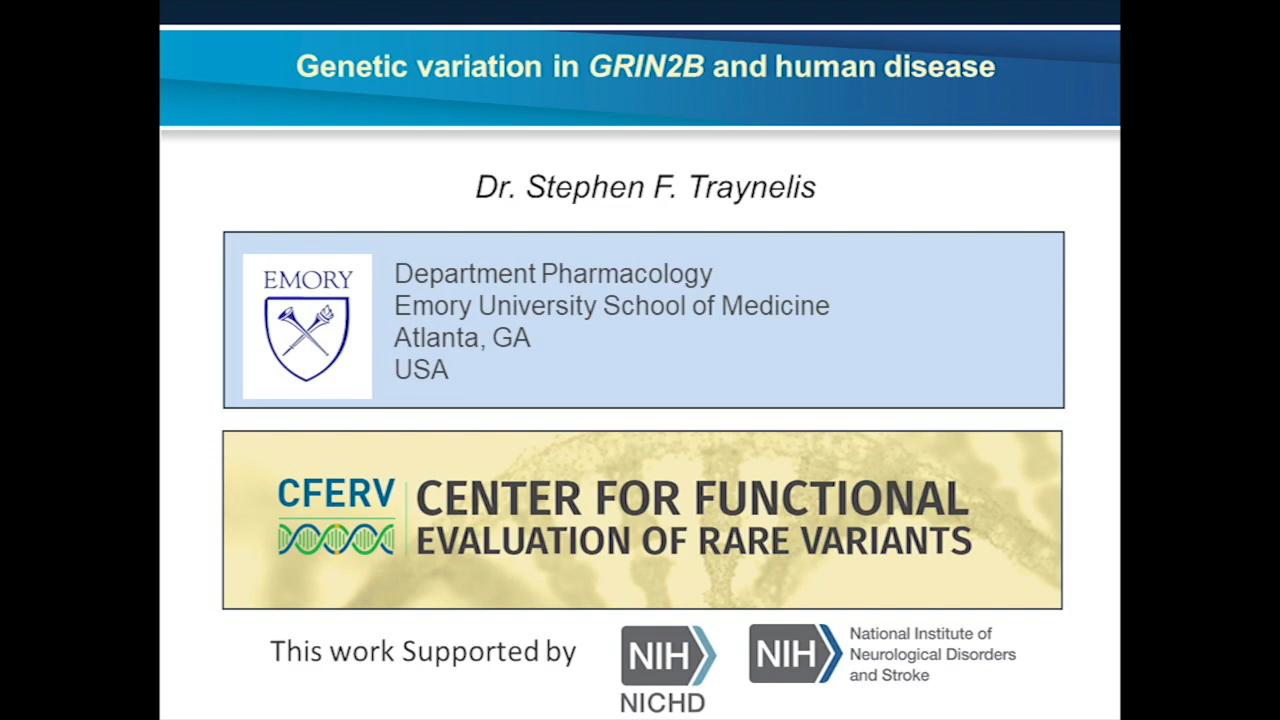 Genetic variation in GRIN2B and human disease
Dr. Stephen F. Traynelis
EMORY
Department Pharmacology
Emory University School of Medicine
Atlanta, GA
USA
CFERV
CENTER FOR FUNCTIONAL
EVALUATION OF RARE VARIANTS
This work Supported by
NIH
NICHD
NIH
National Institute of
Neurological Disorders
and Stroke